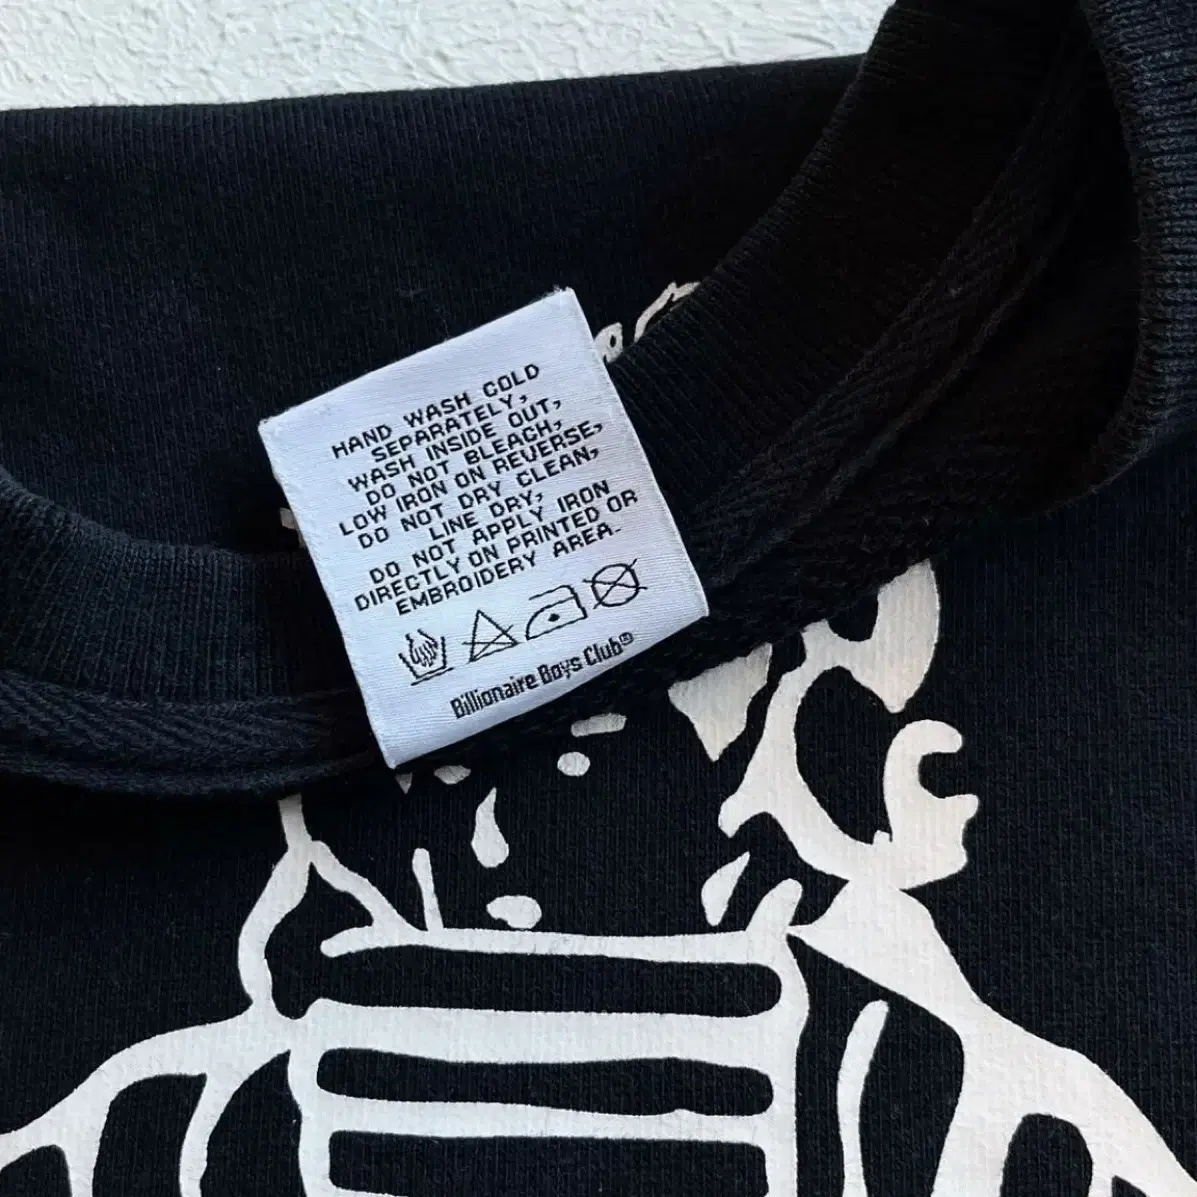 HAND WASH COLD
SEPARATELY,
WASH INSIDE OUT,
DO NOT BLEACH,
LOW IRON ON REVERSE,
DO NOT DRY CLEAN,
LINE DRY,
DO NOT APPLY IRON
DIRECTLY ON PRINTED OR
EMBROIDERY AREA.
Billionaire Boys Club®